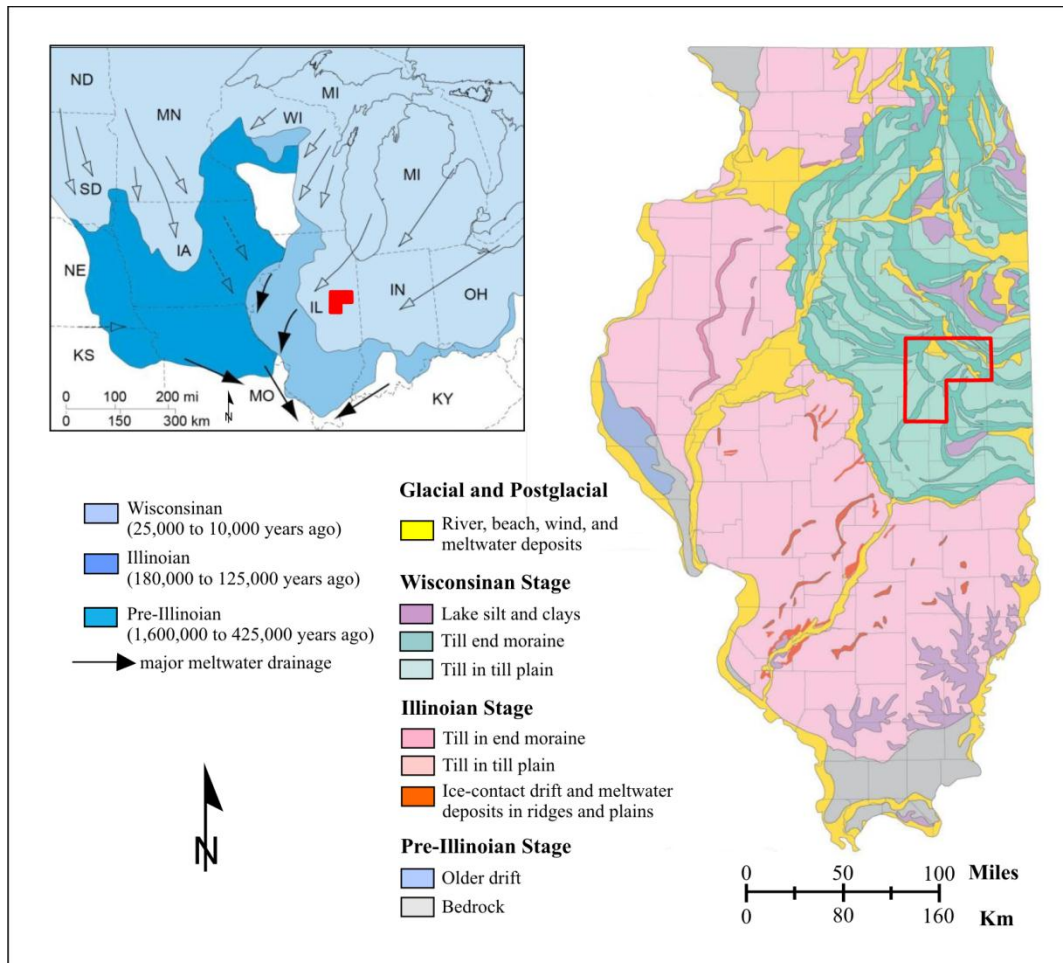 ND
MN
MI
WI
SD
MI
IA
NE
IL
IN
OH
KS
MO
KY
0 100 200 mi
0 150 300 km
N
Wisconsinan
(25,000 to 10,000 years ago)
Illinoian
(180,000 to 125,000 years ago)
Pre-Illinoian
(1,600,000 to 425,000 years ago)
major meltwater drainage
N
Glacial and Postglacial
River, beach, wind, and
meltwater deposits
Wisconsinan Stage
Lake silt and clays
Till end moraine
Till in till plain
Illinoian Stage
Till in end moraine
Till in till plain
Ice-contact drift and meltwater
deposits in ridges and plains
Pre-Illinoian Stage
Older drift
Bedrock
0 50 100 Miles
0 80 160 Km